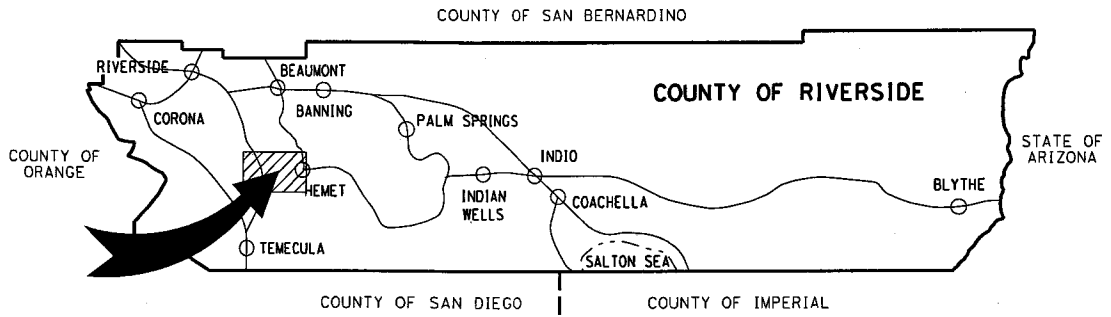 COUNTY OF SAN BERNARDINO
RIVERSIDE
BEAUMONT
BANNING
COUNTY OF RIVERSIDE
CORONA
PALM SPRINGS
COUNTY OF
ORANGE
STATE OF
ARIZONA
INDIO
HEMET
INDIAN
WELLS
COACHELLA
BLYTHE
TEMECULA
SALTON SEA
COUNTY OF SAN DIEGO
COUNTY OF IMPERIAL